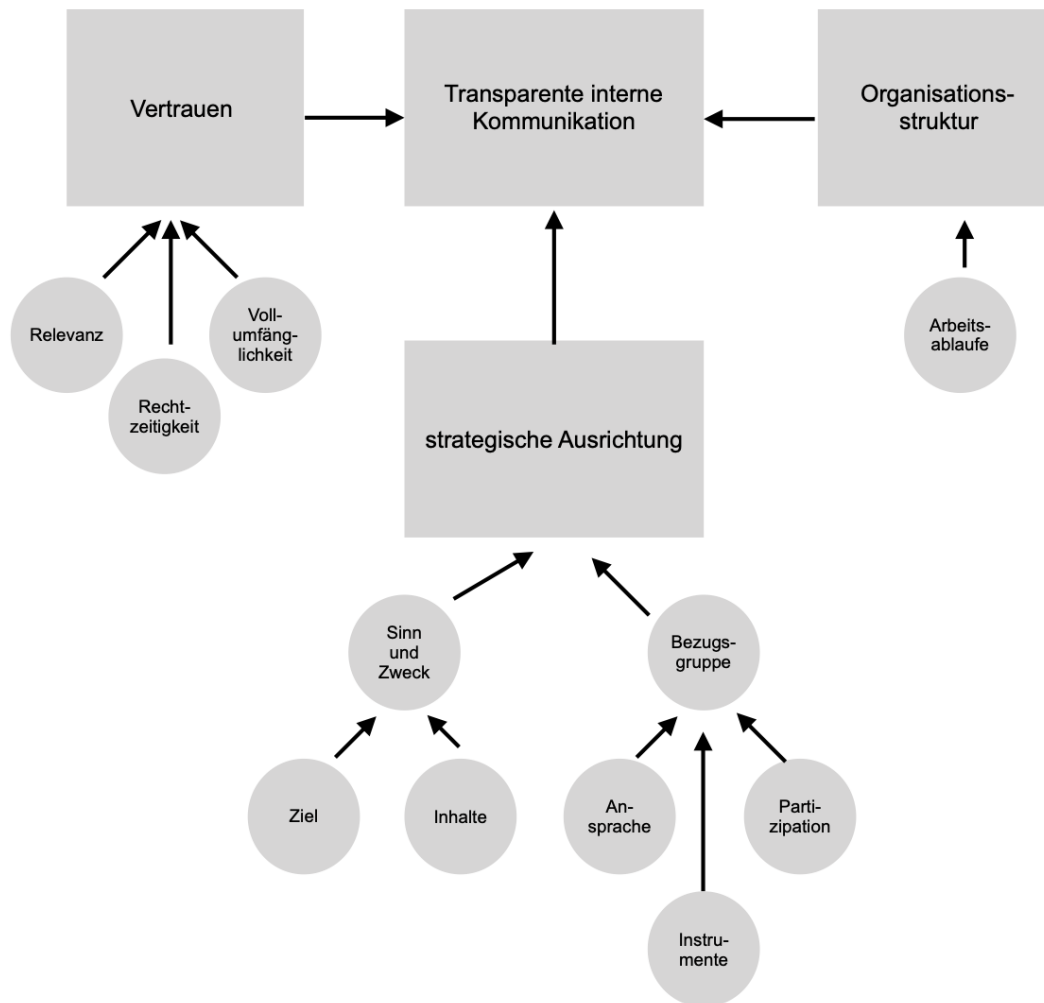 Vertrauen
Transparente interne
Kommunikation
Organisations-
struktur
Relevanz
Recht-
zeitigkeit
Voll-
umfäng-
lichkeit
Arbeits-
ablaufe
strategische Ausrichtung
Sinn
und
Zweck
Bezugs-
gruppe
Ziel
Inhalte
An-
sprache
Parti-
zipation
Instru-
mente